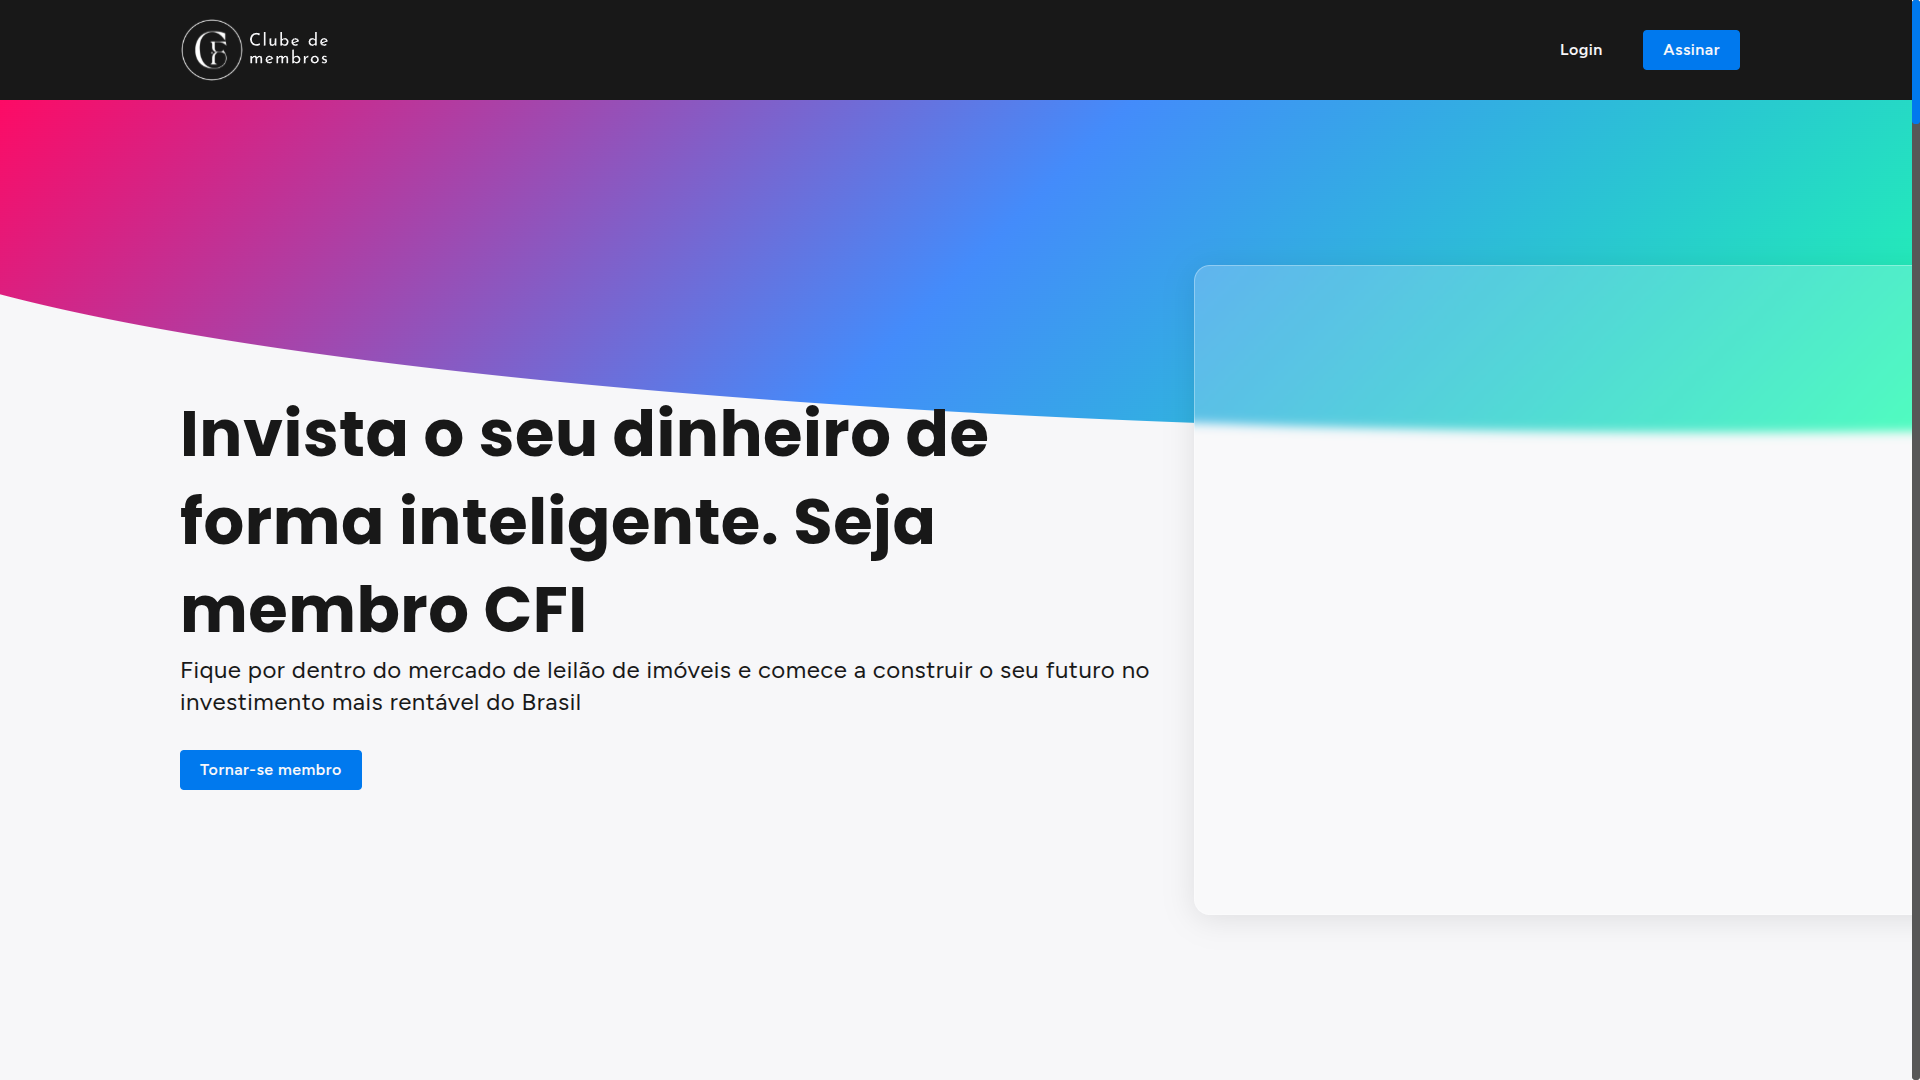 Clube de
membros
Login
Assinar
Invista o seu dinheiro de
forma inteligente. Seja
membro CFI
Fique por dentro do mercado de leilão de imóveis e comece a construir o seu futuro no
investimento mais rentável do Brasil
Tornar-se membro